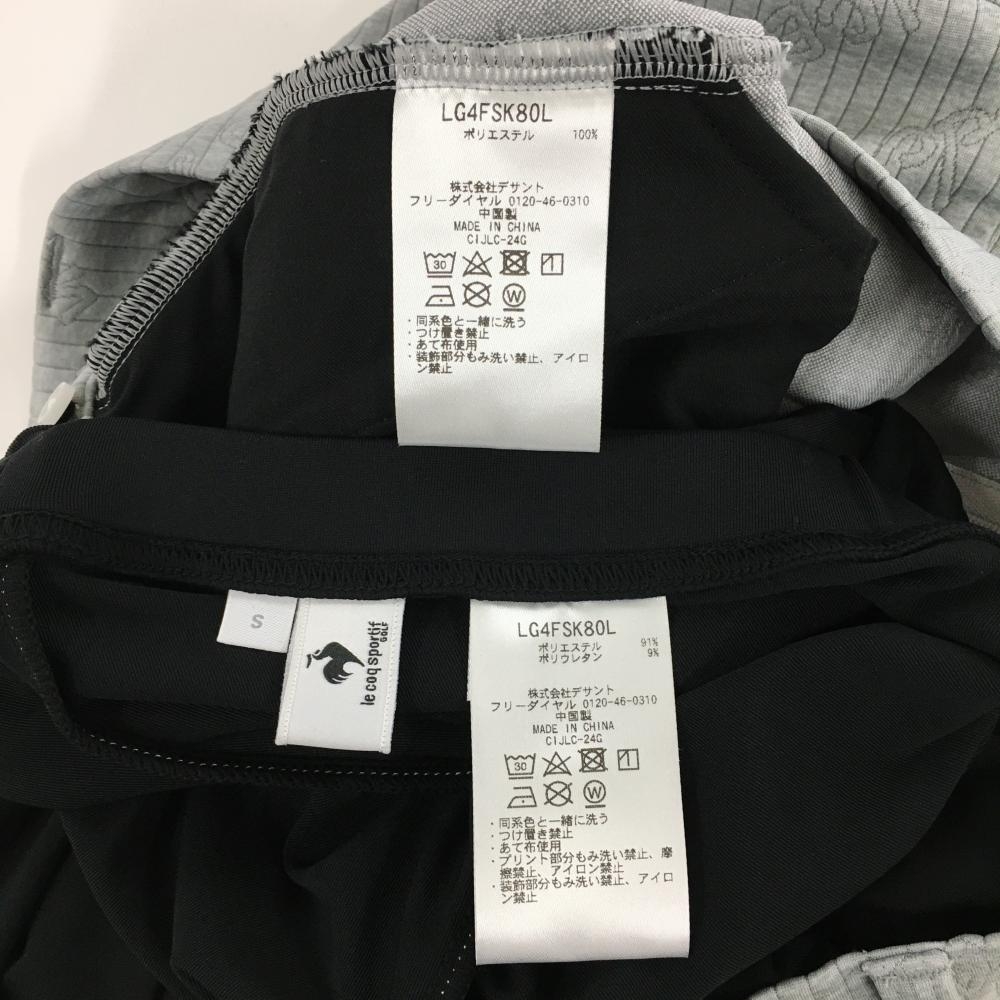 LG4FSK80L
ポリエステル 100%
株式会社デサント
フリーダイヤル 0120-46-0310
中国製
MADE IN CHINA
CIJLC-24G
30
W
・同系色と一緒に洗う
・つけ置き禁止
・あて布使用
・装飾部分もみ洗い禁止、アイロ
ン禁止
S
le coq sportif
GOLF
LG4FSK80L
ポリエステル 91%
ポリウレタン 9%
株式会社デサント
フリーダイヤル 0120-46-0310
中国製
MADE IN CHINA
CIJLC-24G
30
W
・同系色と一緒に洗う
・つけ置き禁止
・あて布使用
・プリント部分もみ洗い禁止、摩
擦禁止、アイロン禁止
・装飾部分もみ洗い禁止、アイロ
ン禁止